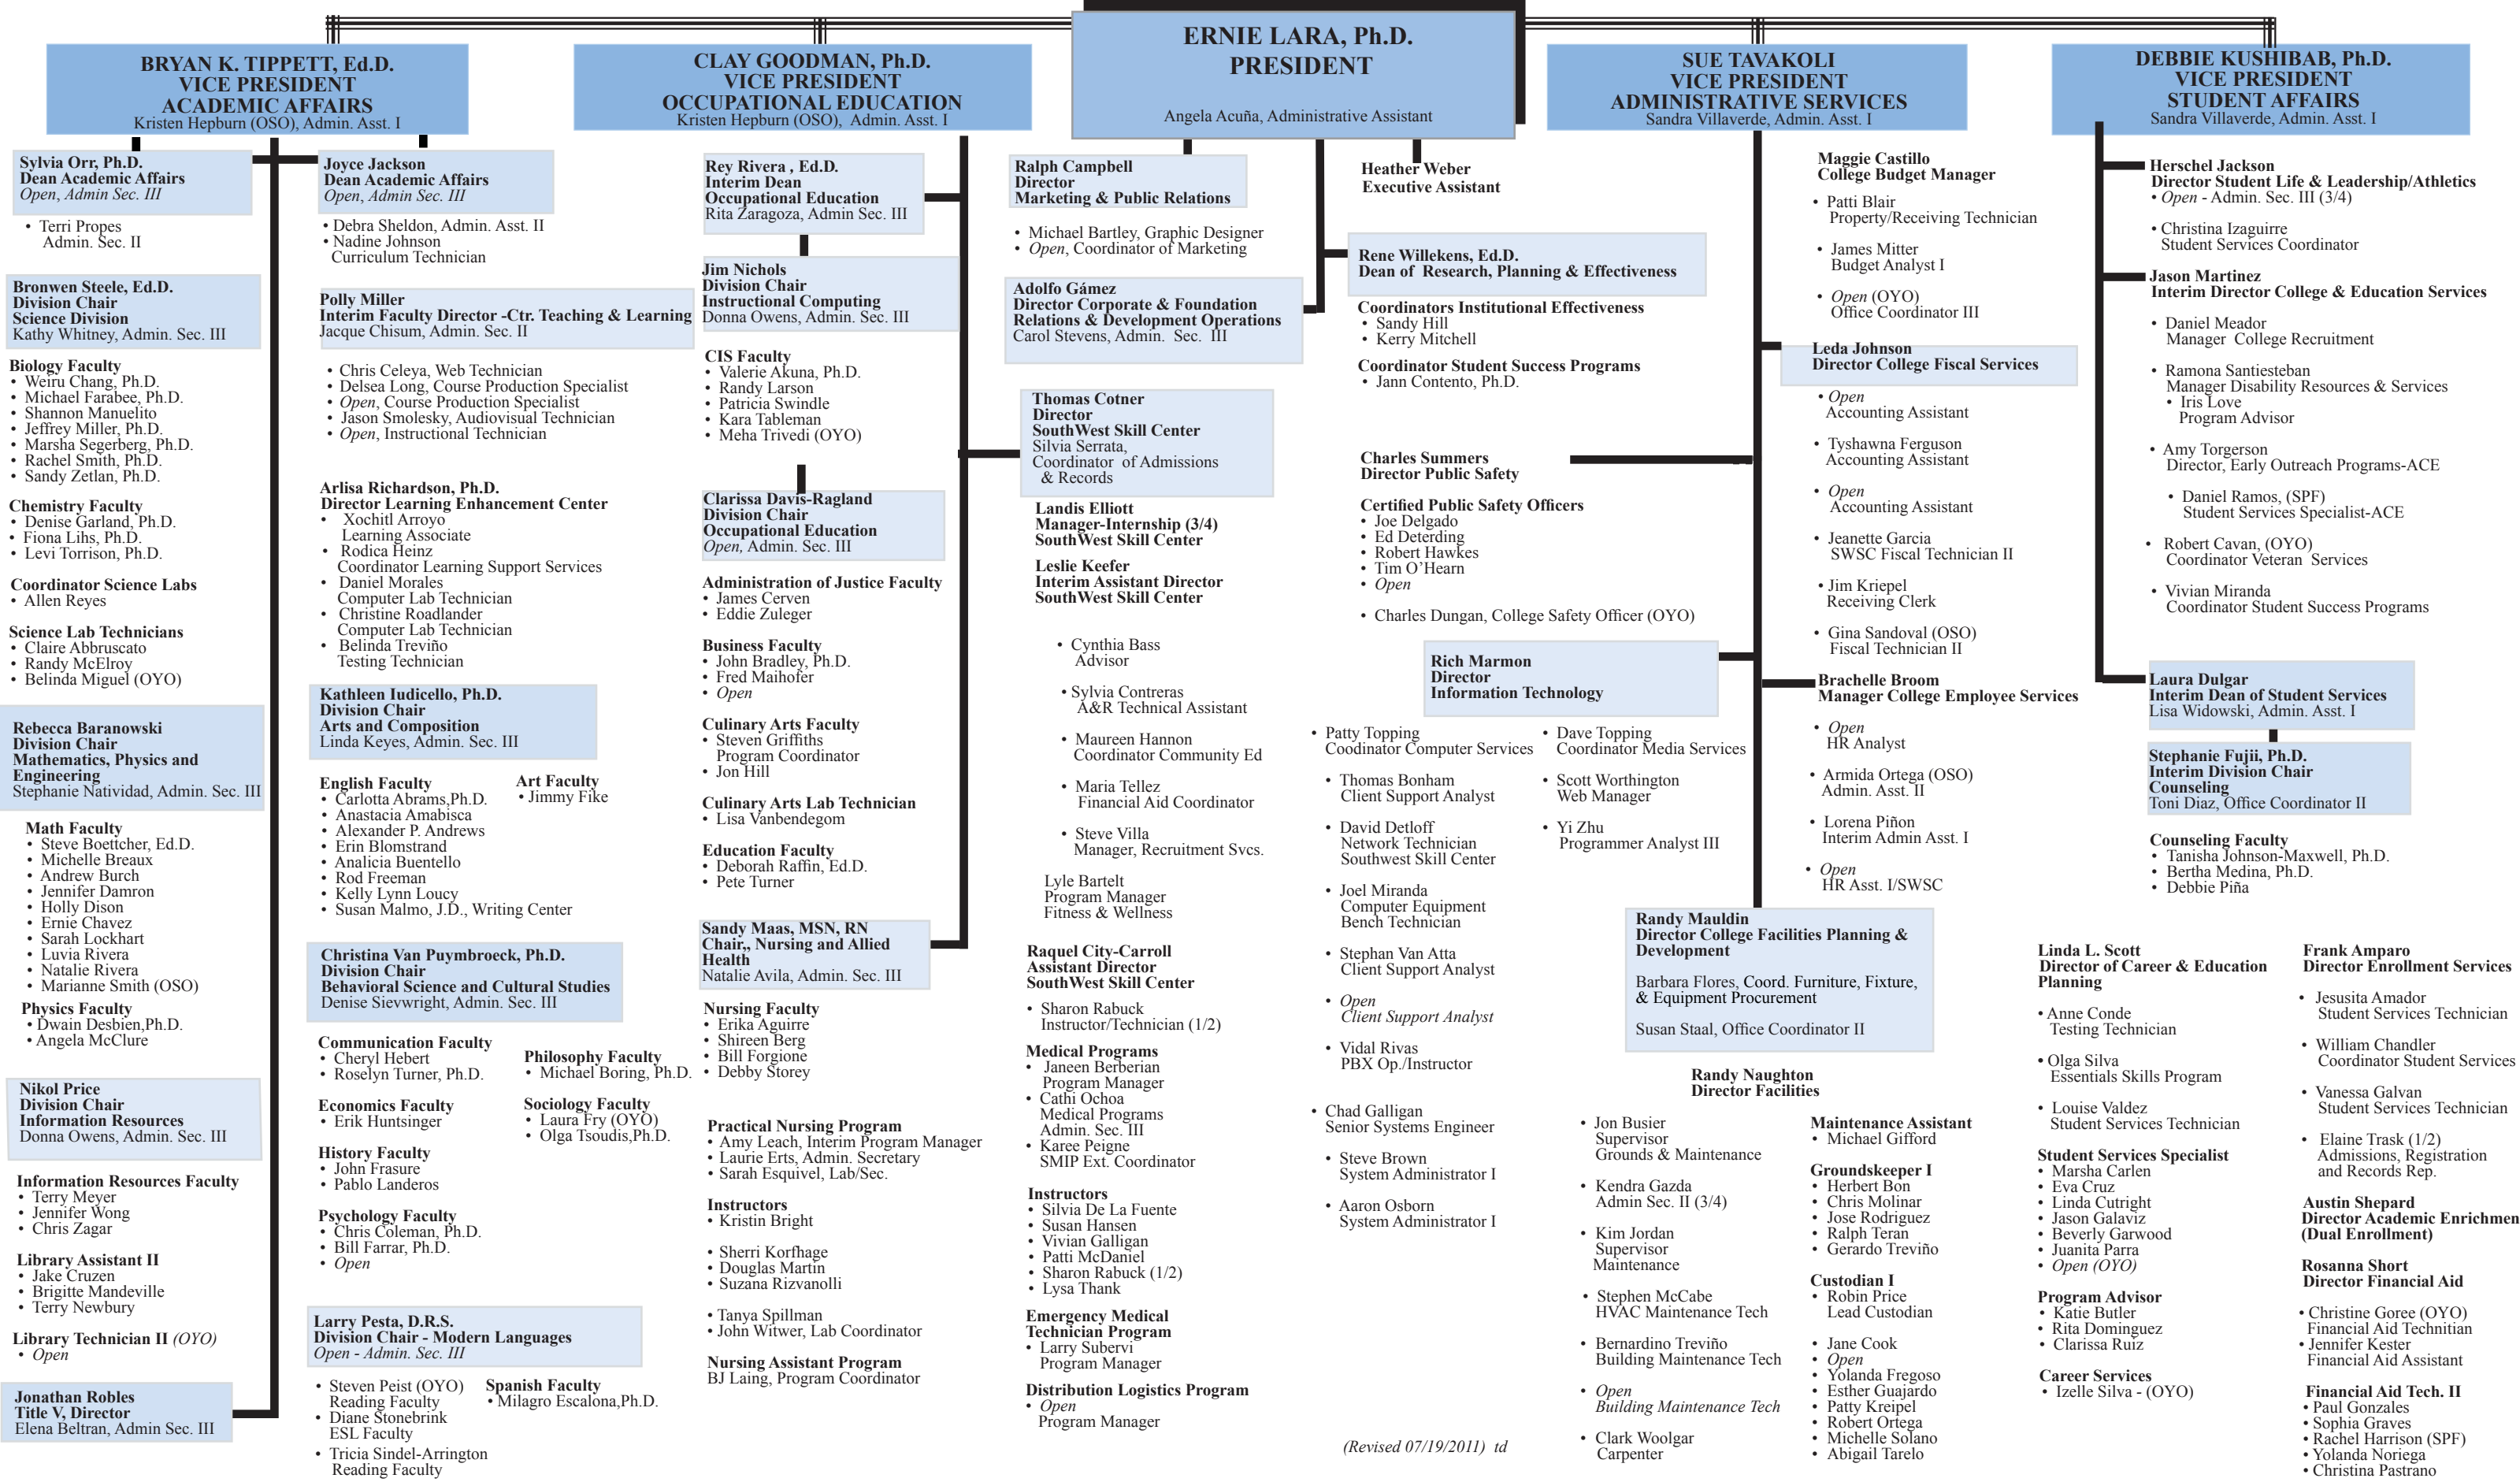 ERNIE LARA, Ph.D.
PRESIDENT
Angela Acuña, Administrative Assistant
BRYAN K. TIPPETT, Ed.D.
VICE PRESIDENT
ACADEMIC AFFAIRS
Kristen Hepburn (OSO), Admin. Asst. I
CLAY GOODMAN, Ph.D.
VICE PRESIDENT
OCCUPATIONAL EDUCATION
Kristen Hepburn (OSO), Admin. Asst. I
SUE TAVAKOLI
VICE PRESIDENT
ADMINISTRATIVE SERVICES
Sandra Villaverde, Admin. Asst. I
DEBBIE KUSHIBAB, Ph.D.
VICE PRESIDENT
STUDENT AFFAIRS
Sandra Villaverde, Admin. Asst. I
Sylvia Orr, Ph.D.
Dean Academic Affairs
Open, Admin Sec. III
• Terri Propes
Admin. Sec. II
Bronwen Steele, Ed.D.
Division Chair
Science Division
Kathy Whitney, Admin. Sec. III
Biology Faculty
• Weiru Chang, Ph.D.
• Michael Farabee, Ph.D.
• Shannon Manuelito
• Jeffrey Miller, Ph.D.
• Marsha Segerberg, Ph.D.
• Rachel Smith, Ph.D.
• Sandy Zetlan, Ph.D.
Chemistry Faculty
• Denise Garland, Ph.D.
• Fiona Lihs, Ph.D.
• Levi Torrison, Ph.D.
Coordinator Science Labs
• Allen Reyes
Science Lab Technicians
• Claire Abbruscato
• Randy McElroy
• Belinda Miguel (OYO)
Rebecca Baranowski
Division Chair
Mathematics, Physics and
Engineering
Stephanie Natividad, Admin. Sec. III
Math Faculty
• Steve Boettcher, Ed.D.
• Michelle Breaux
• Andrew Burch
• Jennifer Damron
• Holly Dison
• Ernie Chavez
• Sarah Lockhart
• Luvia Rivera
• Natalie Rivera
• Marianne Smith (OSO)
Physics Faculty
• Dwain Desbien,Ph.D.
• Angela McClure
Nikol Price
Division Chair
Information Resources
Donna Owens, Admin. Sec. III
Information Resources Faculty
• Terry Meyer
• Jennifer Wong
• Chris Zagar
Library Assistant II
• Jake Cruzen
• Brigitte Mandeville
• Terry Newbury
Library Technician II (OYO)
• Open
Jonathan Robles
Title V, Director
Elena Beltran, Admin Sec. III
Joyce Jackson
Dean Academic Affairs
Open, Admin Sec. III
• Debra Sheldon, Admin. Asst. II
• Nadine Johnson
Curriculum Technician
Polly Miller
Interim Faculty Director -Ctr. Teaching & Learning
Jacque Chisum, Admin. Sec. II
• Chris Celeya, Web Technician
• Delsea Long, Course Production Specialist
• Open, Course Production Specialist
• Jason Smolesky, Audiovisual Technician
• Open, Instructional Technician
Arlisa Richardson, Ph.D.
Director Learning Enhancement Center
• Xochitl Arroyo
Learning Associate
• Rodica Heinz
Coordinator Learning Support Services
• Daniel Morales
Computer Lab Technician
• Christine Roadlander
Computer Lab Technician
• Belinda Treviño
Testing Technician
Kathleen Iudicello, Ph.D.
Division Chair
Arts and Composition
Linda Keyes, Admin. Sec. III
English Faculty
• Carlotta Abrams,Ph.D.
• Anastacia Amabisca
• Alexander P. Andrews
• Erin Blomstrand
• Analicia Buentello
• Rod Freeman
• Kelly Lynn Loucy
• Susan Malmo, J.D., Writing Center
Art Faculty
• Jimmy Fike
Christina Van Puymbroeck, Ph.D.
Division Chair
Behavioral Science and Cultural Studies
Denise Sievwright, Admin. Sec. III
Communication Faculty
• Cheryl Hebert
• Roselyn Turner, Ph.D.
Economics Faculty
• Erik Huntsinger
History Faculty
• John Frasure
• Pablo Landeros
Psychology Faculty
• Chris Coleman, Ph.D.
• Bill Farrar, Ph.D.
• Open
Philosophy Faculty
• Michael Boring, Ph.D.
Sociology Faculty
• Laura Fry (OYO)
• Olga Tsoudis,Ph.D.
Larry Pesta, D.R.S.
Division Chair - Modern Languages
Open - Admin. Sec. III
• Steven Peist (OYO)
Reading Faculty
• Diane Stonebrink
ESL Faculty
• Tricia Sindel-Arrington
Reading Faculty
Spanish Faculty
• Milagro Escalona,Ph.D.
Rey Rivera , Ed.D.
Interim Dean
Occupational Education
Rita Zaragoza, Admin Sec. III
Jim Nichols
Division Chair
Instructional Computing
Donna Owens, Admin. Sec. III
CIS Faculty
• Valerie Akuna, Ph.D.
• Randy Larson
• Patricia Swindle
• Kara Tableman
• Meha Trivedi (OYO)
Clarissa Davis-Ragland
Division Chair
Occupational Education
Open, Admin. Sec. III
Administration of Justice Faculty
• James Cerven
• Eddie Zuleger
Business Faculty
• John Bradley, Ph.D.
• Fred Maihofer
• Open
Culinary Arts Faculty
• Steven Griffiths
Program Coordinator
• Jon Hill
Culinary Arts Lab Technician
• Lisa Vanbendegom
Education Faculty
• Deborah Raffin, Ed.D.
• Pete Turner
Sandy Maas, MSN, RN
Chair,, Nursing and Allied
Health
Natalie Avila, Admin. Sec. III
Nursing Faculty
• Erika Aguirre
• Shireen Berg
• Bill Forgione
• Debby Storey
Practical Nursing Program
• Amy Leach, Interim Program Manager
• Laurie Erts, Admin. Secretary
• Sarah Esquivel, Lab/Sec.
Instructors
• Kristin Bright
• Sherri Korfhage
• Douglas Martin
• Suzana Rizvanolli
• Tanya Spillman
• John Witwer, Lab Coordinator
Nursing Assistant Program
BJ Laing, Program Coordinator
Ralph Campbell
Director
Marketing & Public Relations
• Michael Bartley, Graphic Designer
• Open, Coordinator of Marketing
Adolfo Gámez
Director Corporate & Foundation
Relations & Development Operations
Carol Stevens, Admin. Sec. III
Thomas Cotner
Director
SouthWest Skill Center
Silvia Serrata,
Coordinator of Admissions
& Records
Landis Elliott
Manager-Internship (3/4)
SouthWest Skill Center
Leslie Keefer
Interim Assistant Director
SouthWest Skill Center
• Cynthia Bass
Advisor
• Sylvia Contreras
A&R Technical Assistant
• Maureen Hannon
Coordinator Community Ed
• Maria Tellez
Financial Aid Coordinator
• Steve Villa
Manager, Recruitment Svcs.
Lyle Bartelt
Program Manager
Fitness & Wellness
Raquel City-Carroll
Assistant Director
SouthWest Skill Center
• Sharon Rabuck
Instructor/Technician (1/2)
Medical Programs
• Janeen Berberian
Program Manager
• Cathi Ochoa
Medical Programs
Admin. Sec. III
• Karee Peigne
SMIP Ext. Coordinator
Instructors
• Silvia De La Fuente
• Susan Hansen
• Vivian Galligan
• Patti McDaniel
• Sharon Rabuck (1/2)
• Lysa Thank
Emergency Medical
Technician Program
• Larry Subervi
Program Manager
Distribution Logistics Program
• Open
Program Manager
Heather Weber
Executive Assistant
Rene Willekens, Ed.D.
Dean of Research, Planning & Effectiveness
Coordinators Institutional Effectiveness
• Sandy Hill
• Kerry Mitchell
Coordinator Student Success Programs
• Jann Contento, Ph.D.
Charles Summers
Director Public Safety
Certified Public Safety Officers
• Joe Delgado
• Ed Deterding
• Robert Hawkes
• Tim O'Hearn
• Open
• Charles Dungan, College Safety Officer (OYO)
Rich Marmon
Director
Information Technology
• Patty Topping
Coodinator Computer Services
• Thomas Bonham
Client Support Analyst
• David Detloff
Network Technician
Southwest Skill Center
• Joel Miranda
Computer Equipment
Bench Technician
• Stephan Van Atta
Client Support Analyst
• Open
Client Support Analyst
• Vidal Rivas
PBX Op./Instructor
• Chad Galligan
Senior Systems Engineer
• Steve Brown
System Administrator I
• Aaron Osborn
System Administrator I
• Dave Topping
Coordinator Media Services
• Scott Worthington
Web Manager
• Yi Zhu
Programmer Analyst III
(Revised 07/19/2011) td
Maggie Castillo
College Budget Manager
• Patti Blair
Property/Receiving Technician
• James Mitter
Budget Analyst I
• Open (OYO)
Office Coordinator III
Leda Johnson
Director College Fiscal Services
• Open
Accounting Assistant
• Tyshawna Ferguson
Accounting Assistant
• Open
Accounting Assistant
• Jeanette Garcia
SWSC Fiscal Technician II
• Jim Kriepel
Receiving Clerk
• Gina Sandoval (OSO)
Fiscal Technician II
Brachelle Broom
Manager College Employee Services
• Open
HR Analyst
• Armida Ortega (OSO)
Admin. Asst. II
• Lorena Piñon
Interim Admin Asst. I
• Open
HR Asst. I/SWSC
Randy Mauldin
Director College Facilities Planning &
Development
Barbara Flores, Coord. Furniture, Fixture,
& Equipment Procurement
Susan Staal, Office Coordinator II
Randy Naughton
Director Facilities
• Jon Busier
Supervisor
Grounds & Maintenance
• Kendra Gazda
Admin Sec. II (3/4)
• Kim Jordan
Supervisor
Maintenance
• Stephen McCabe
HVAC Maintenance Tech
• Bernardino Treviño
Building Maintenance Tech
• Open
Building Maintenance Tech
• Clark Woolgar
Carpenter
Maintenance Assistant
• Michael Gifford
Groundskeeper I
• Herbert Bon
• Chris Molinar
• Jose Rodriguez
• Ralph Teran
• Gerardo Treviño
Custodian I
• Robin Price
Lead Custodian
• Jane Cook
• Open
• Yolanda Fregoso
• Esther Guajardo
• Patty Kreipel
• Robert Ortega
• Michelle Solano
• Abigail Tarelo
Herschel Jackson
Director Student Life & Leadership/Athletics
• Open - Admin. Sec. III (3/4)
• Christina Izaguirre
Student Services Coordinator
Jason Martinez
Interim Director College & Education Services
• Daniel Meador
Manager College Recruitment
• Ramona Santiesteban
Manager Disability Resources & Services
• Iris Love
Program Advisor
• Amy Torgerson
Director, Early Outreach Programs-ACE
• Daniel Ramos, (SPF)
Student Services Specialist-ACE
• Robert Cavan, (OYO)
Coordinator Veteran Services
• Vivian Miranda
Coordinator Student Success Programs
Laura Dulgar
Interim Dean of Student Services
Lisa Widowski, Admin. Asst. I
Stephanie Fujii, Ph.D.
Interim Division Chair
Counseling
Toni Diaz, Office Coordinator II
Counseling Faculty
• Tanisha Johnson-Maxwell, Ph.D.
• Bertha Medina, Ph.D.
• Debbie Piña
Linda L. Scott
Director of Career & Education
Planning
• Anne Conde
Testing Technician
• Olga Silva
Essentials Skills Program
• Louise Valdez
Student Services Technician
Student Services Specialist
• Marsha Carlen
• Eva Cruz
• Linda Cutright
• Jason Galaviz
• Beverly Garwood
• Juanita Parra
• Open (OYO)
Program Advisor
• Katie Butler
• Rita Dominguez
• Clarissa Ruiz
Career Services
• Izelle Silva - (OYO)
Frank Amparo
Director Enrollment Services
• Jesusita Amador
Student Services Technician
• William Chandler
Coordinator Student Services
• Vanessa Galvan
Student Services Technician
• Elaine Trask (1/2)
Admissions, Registration
and Records Rep.
Austin Shepard
Director Academic Enrichmen
(Dual Enrollment)
Rosanna Short
Director Financial Aid
• Christine Goree (OYO)
Financial Aid Technitian
• Jennifer Kester
Financial Aid Assistant
Financial Aid Tech. II
• Paul Gonzales
• Sophia Graves
• Rachel Harrison (SPF)
• Yolanda Noriega
• Christina Pastrano